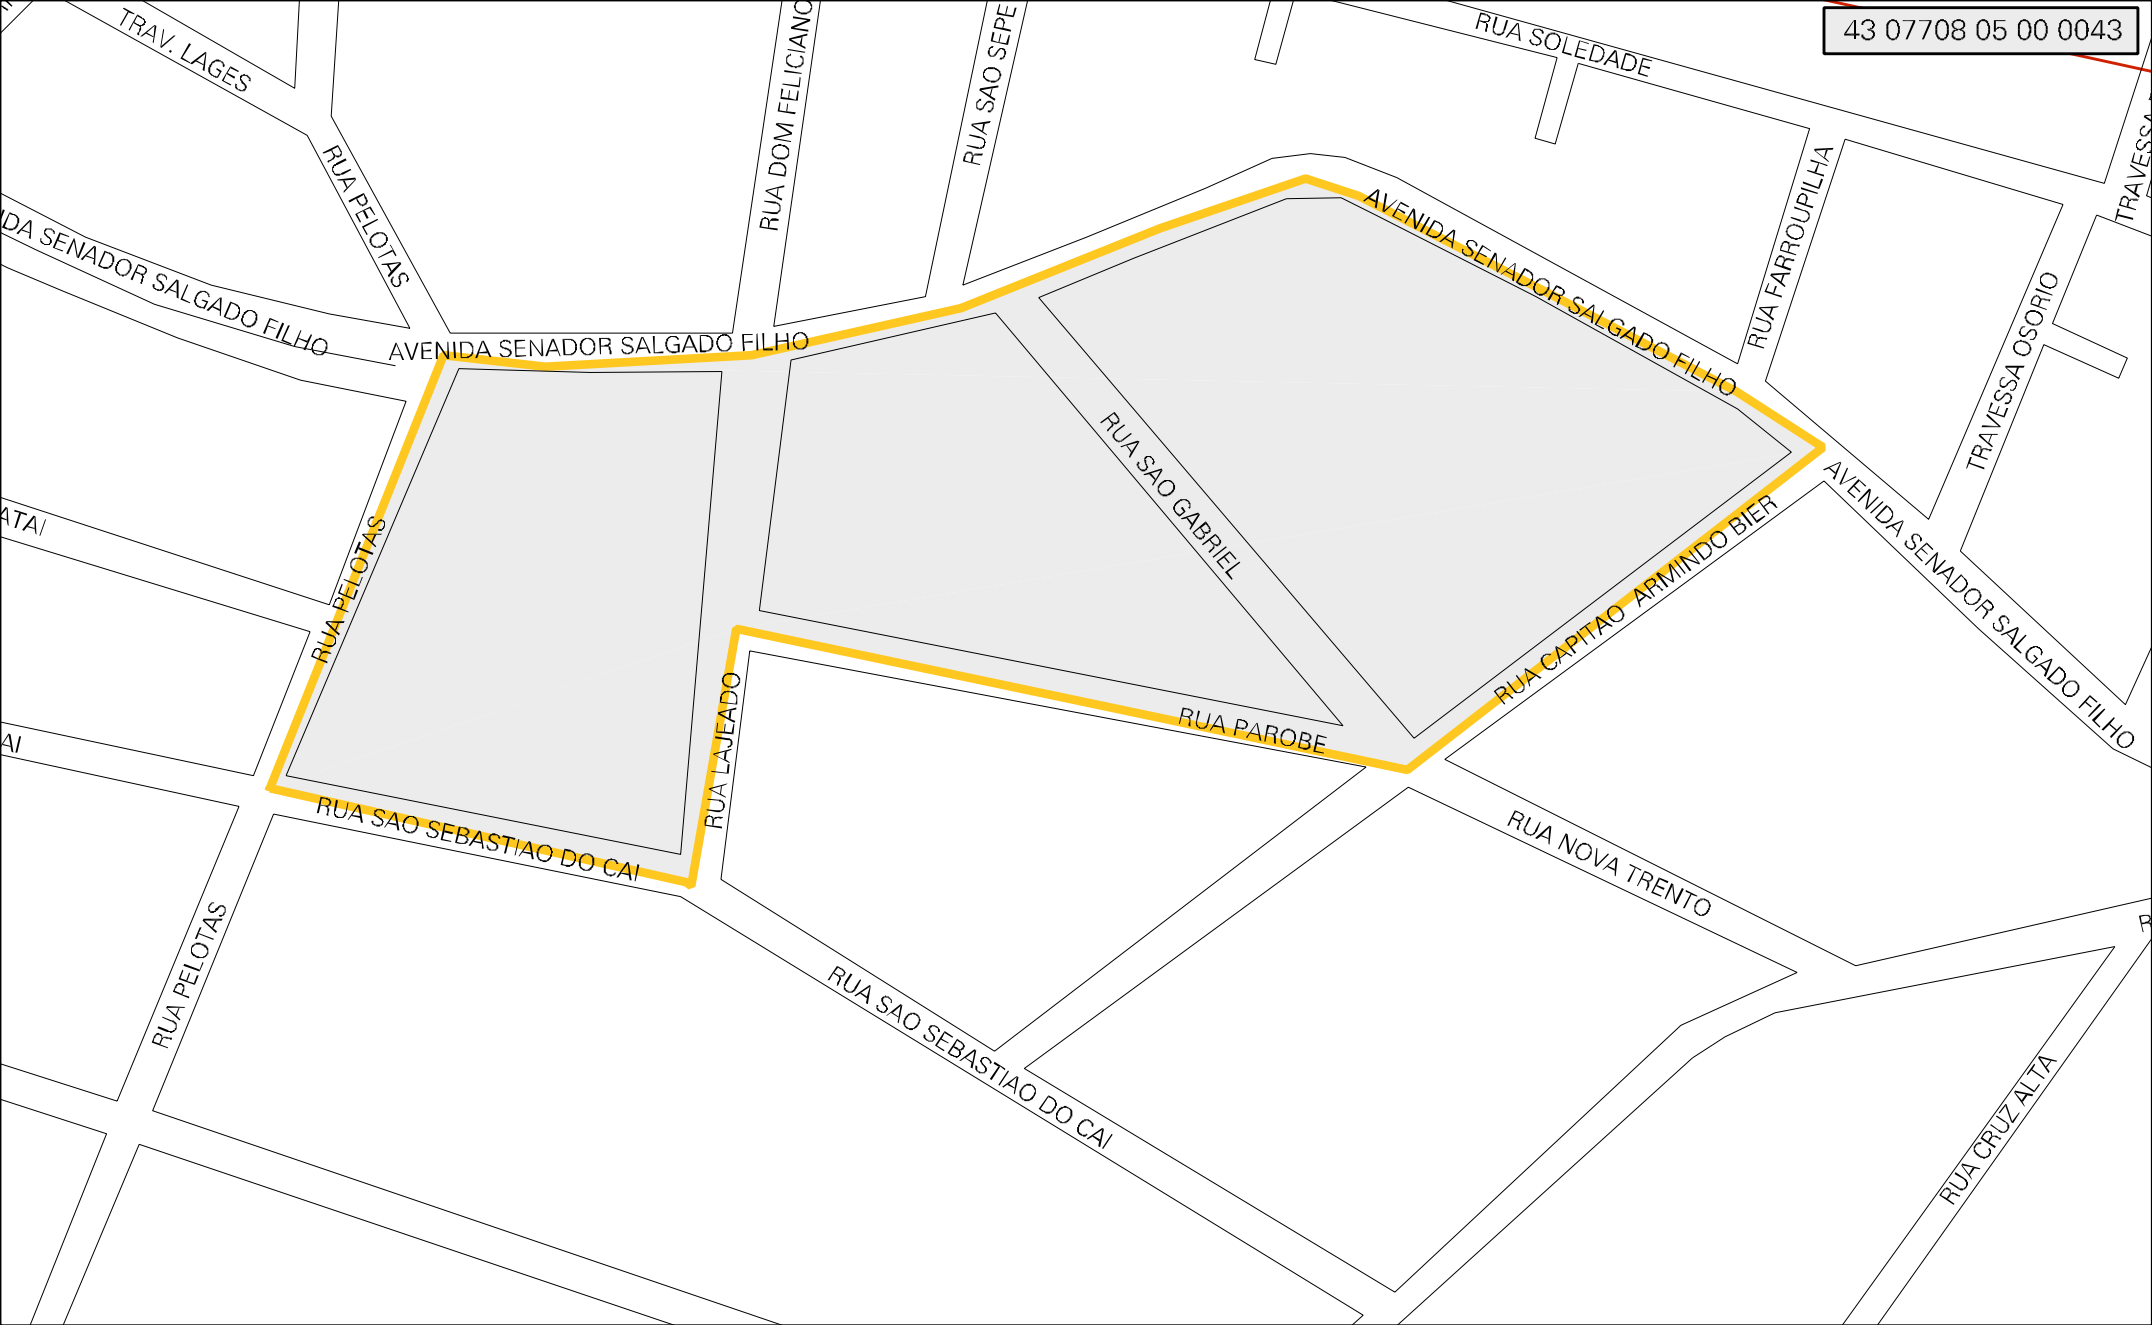 43 07708 05 00 0043
TRAV. LAGES
RUA SOLEDADE
RUA DOM FELICIANO
RUA SAO SEPE
RUA PELOTAS
RUA FARROUPILHA
TRAVESSA
IDA SENADOR SALGADO FILHO
AVENIDA SENADOR SALGADO FILHO
AVENIDA SENADOR SALGADO FILHO
TRAVESSA OSORIO
RUA SAO GABRIEL
ATAI
RUA PELOTAS
RUA CAPITAO ARMINDO BIER
AVENIDA SENADOR SALGADO FILHO
AI
RUA LAJEADO
RUA PAROBE
RUA SAO SEBASTIAO DO CAI
RUA NOVA TRENTO
R
RUA PELOTAS
RUA SAO SEBASTIAO DO CAI
RUA CRUZ ALTA